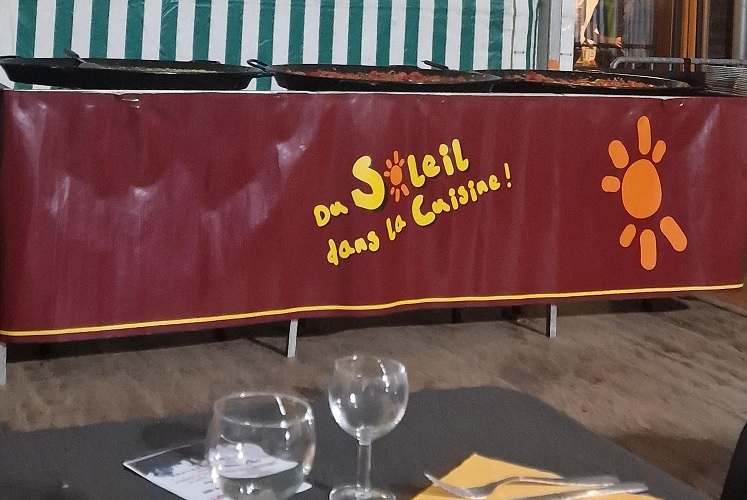 Du Soleil
dans la Cuisine !